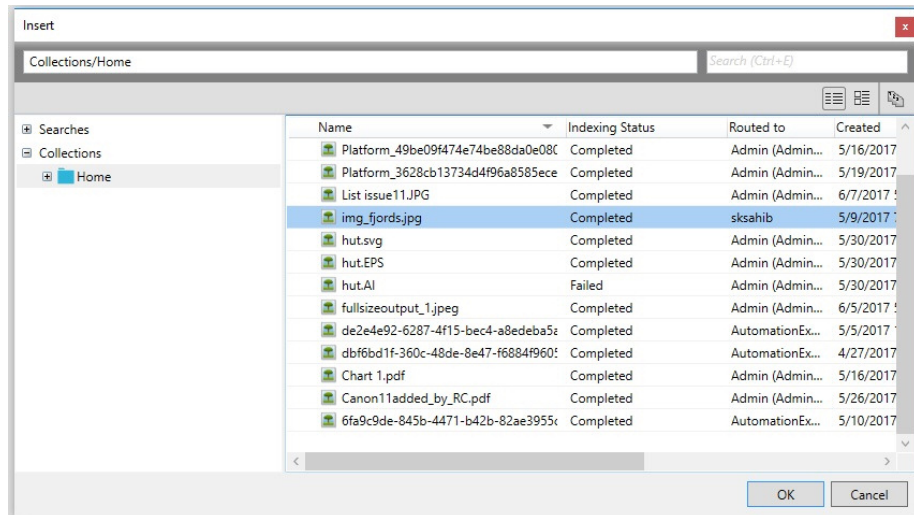 Insert
Collections/Home
Search (Ctrl+E)
Searches
Collections
Home
Name Indexing Status Routed to Created
Platform_49be09f474e74be88da0e080 Completed Admin (Admin... 5/16/2017
Platform_3628cb13734d4f96a8585ece Completed Admin (Admin... 5/19/2017
List issue11.JPG Completed Admin (Admin... 6/7/2017
img_fjords.jpg Completed sksahib 5/9/2017
hut.svg Completed Admin (Admin... 5/30/2017
hut.EPS Completed Admin (Admin... 5/30/2017
hut.AI Failed Admin (Admin... 5/30/2017
fullsizeoutput_1.jpeg Completed Admin (Admin... 6/5/2017
de2e4e92-6287-4f15-bec4-a8edeba5a Completed AutomationEx... 5/5/2017
dbf6bd1f-360c-48de-8e47-f6884f960 Completed AutomationEx... 4/27/2017
Chart 1.pdf Completed Admin (Admin... 5/16/2017
Canon11added_by_RC.pdf Completed Admin (Admin... 5/26/2017
6fa9c9de-845b-4471-b42b-82ae3955 Completed AutomationEx... 5/10/2017
OK Cancel